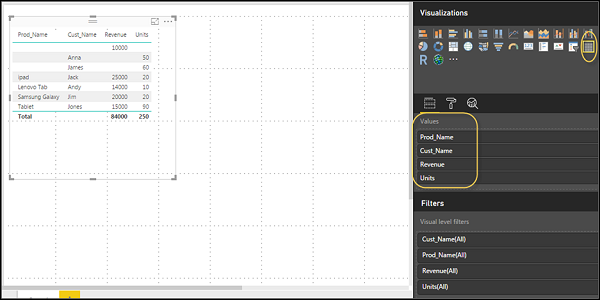 Prod_Name Cust_Name Revenue Units
10000
Anna 50
James 60
ipad Jack 25000 20
Lenovo Tab Andy 14000 10
Samsung Galaxy Jim 20000 20
Tablet Jones 15000 90
Total 84000 250
Visualizations
R
Values
Prod_Name
Cust_Name
Revenue
Units
Filters
Visual level filters
Cust_Name(All)
Prod_Name(All)
Revenue(All)
Units(All)